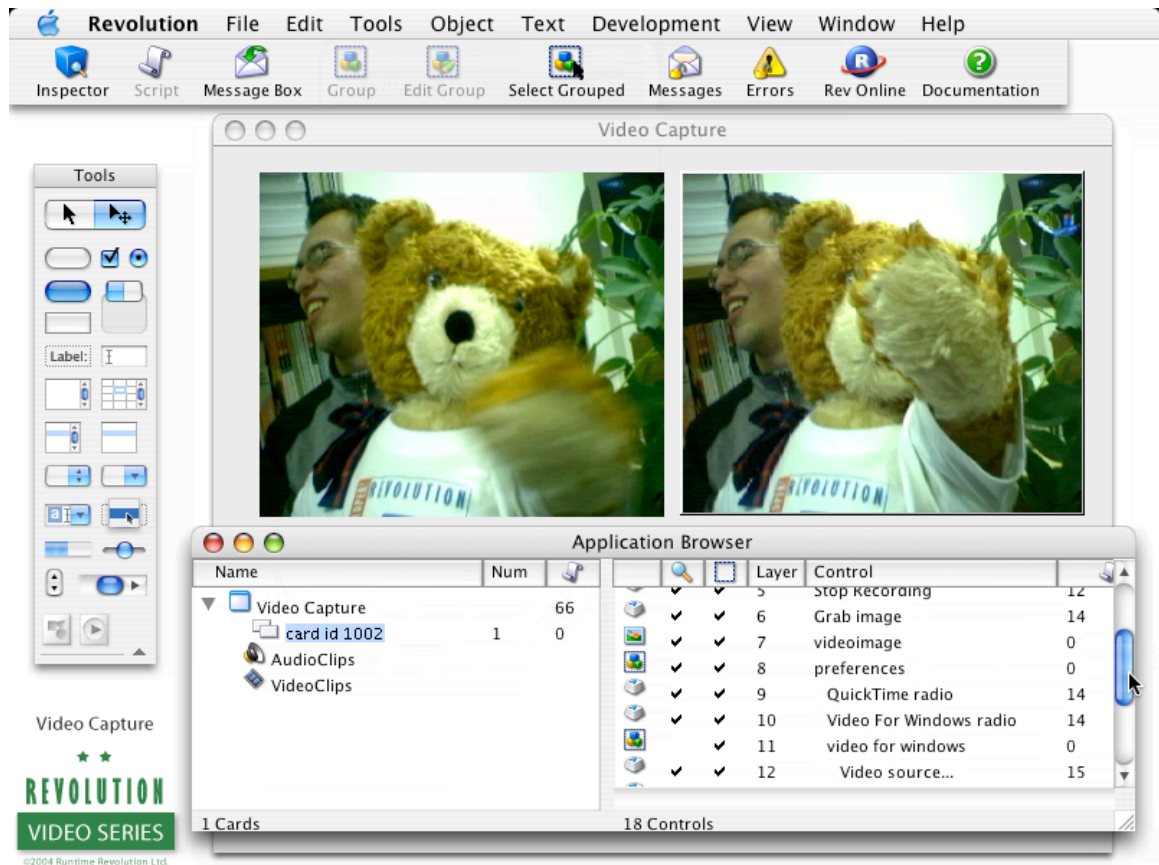 Revolution File Edit Tools Object Text Development View Window Help
Inspector Script Message Box Group Edit Group Select Grouped Messages Errors Rev Online Documentation
Video Capture
Tools
Label:
REVOLUTION
REVOLUTION
Application Browser
Name Num
Layer Control
Video Capture 66
card id 1002 1 0
AudioClips
VideoClips
5 Stop Recording 12
6 Grab image 14
7 videoimage 0
8 preferences 0
9 QuickTime radio 14
10 Video For Windows radio 14
11 video for windows 0
12 Video source... 15
1 Cards
18 Controls
Video Capture
REVOLUTION
VIDEO SERIES
©2004 Runtime Revolution Ltd.